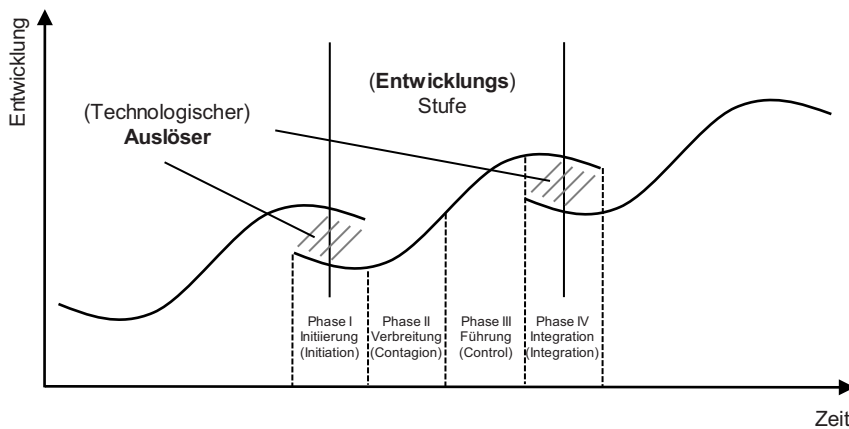 Entwicklung
(Technologischer)
Auslöser
(Entwicklungs)
Stufe
Phase I
Initiierung
(Initiation)
Phase II
Verbreitung
(Contagion)
Phase III
Führung
(Control)
Phase IV
Integration
(Integration)
Zeit